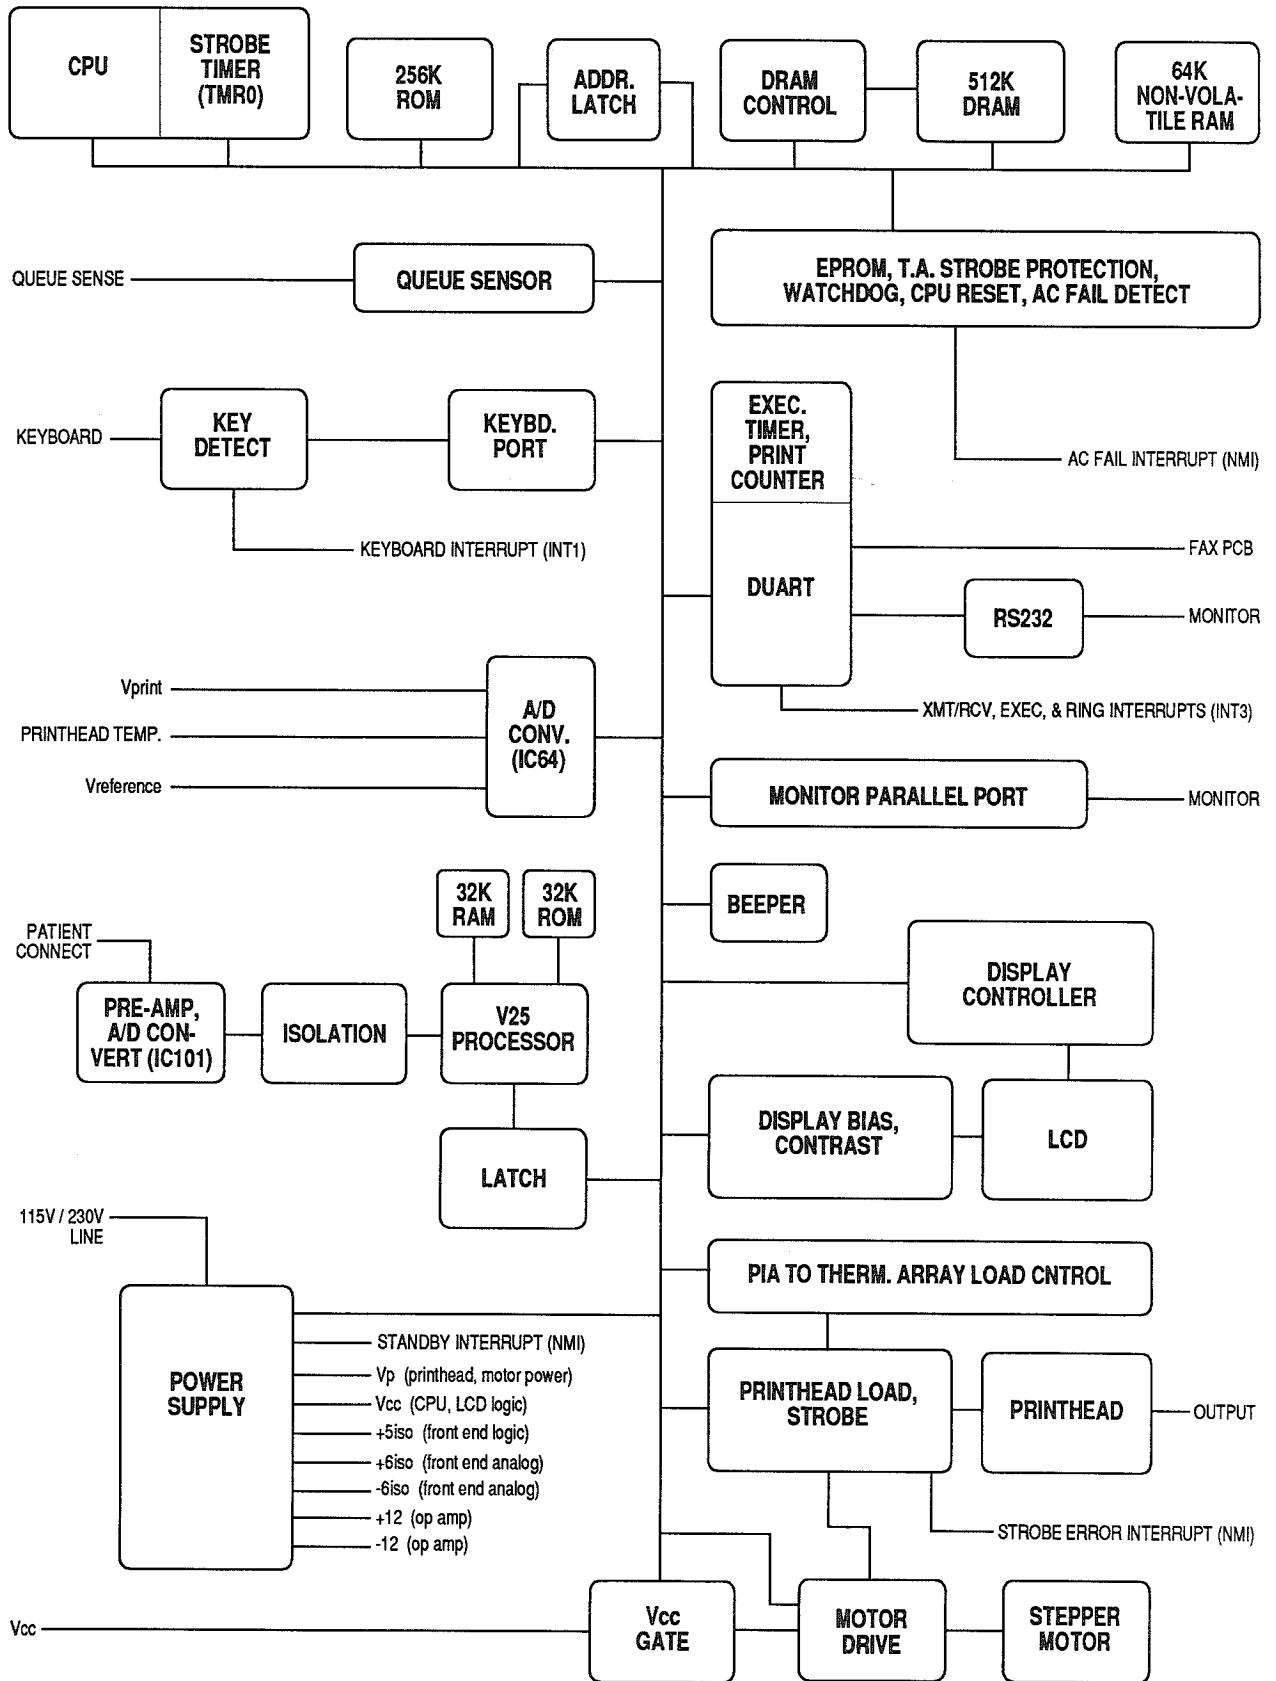 CPU
STROBE
TIMER
(TMR0)
256K
ROM
ADDR.
LATCH
DRAM
CONTROL
512K
DRAM
64K
NON-VOLA-
TILE RAM
QUEUE SENSE
QUEUE SENSOR
EPROM, T.A. STROBE PROTECTION,
WATCHDOG, CPU RESET, AC FAIL DETECT
KEYBOARD
KEY
DETECT
KEYBD.
PORT
EXEC.
TIMER,
PRINT
COUNTER
AC FAIL INTERRUPT (NMI)
KEYBOARD INTERRUPT (INT1)
DUART
FAX PCB
RS232
MONITOR
XMT/RCV, EXEC, & RING INTERRUPTS (INT3)
Vprint
PRINTHEAD TEMP.
Vreference
A/D
CONV.
(IC64)
MONITOR PARALLEL PORT
MONITOR
32K
RAM
32K
ROM
BEEPER
PATIENT
CONNECT
PRE-AMP,
A/D CON-
VERT (IC101)
ISOLATION
V25
PROCESSOR
DISPLAY
CONTROLLER
LATCH
DISPLAY BIAS,
CONTRAST
LCD
115V / 230V
LINE
PIA TO THERM. ARRAY LOAD CNTROL
POWER
SUPPLY
STANDBY INTERRUPT (NMI)
Vp (printhead, motor power)
Vcc (CPU, LCD logic)
+5iso (front end logic)
+6iso (front end analog)
-6iso (front end analog)
+12 (op amp)
-12 (op amp)
PRINTHEAD LOAD,
STROBE
PRINTHEAD
OUTPUT
STROBE ERROR INTERRUPT (NMI)
Vcc
Vcc
GATE
MOTOR
DRIVE
STEPPER
MOTOR